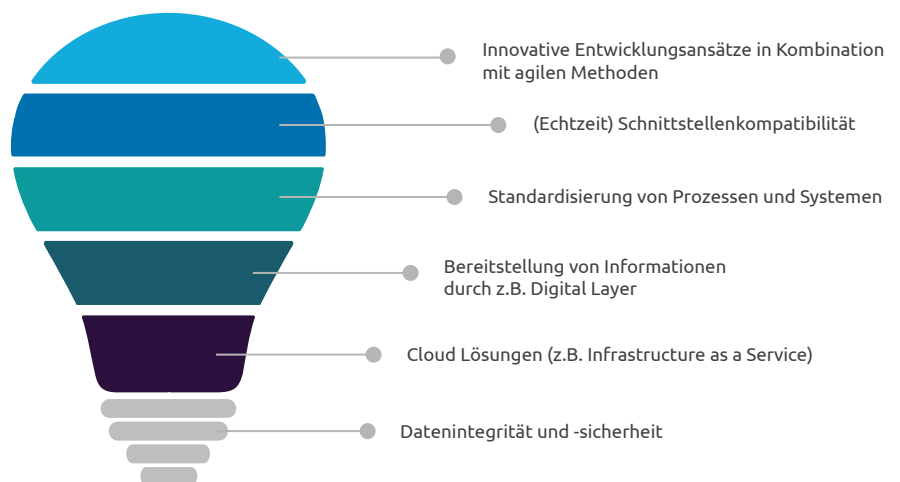 Innovative Entwicklungsansätze in Kombination
mit agilen Methoden
(Echtzeit) Schnittstellenkompatibilität
Standardisierung von Prozessen und Systemen
Bereitstellung von Informationen
durch z.B. Digital Layer
Cloud Lösungen (z.B. Infrastructure as a Service)
Datenintegrität und -sicherheit